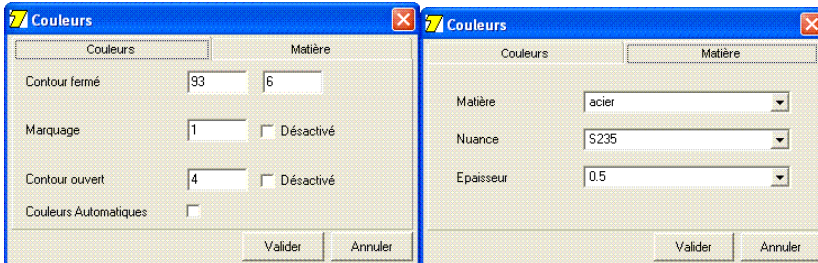 Couleurs
Couleurs Matière
Contour fermé 93 6
Marquage 1 Désactivé
Contour ouvert 4 Désactivé
Couleurs Automatiques
Valider Annuler
Couleurs
Couleurs Matière
Matière acier
Nuance S235
Epaisseur 0.5
Valider Annuler